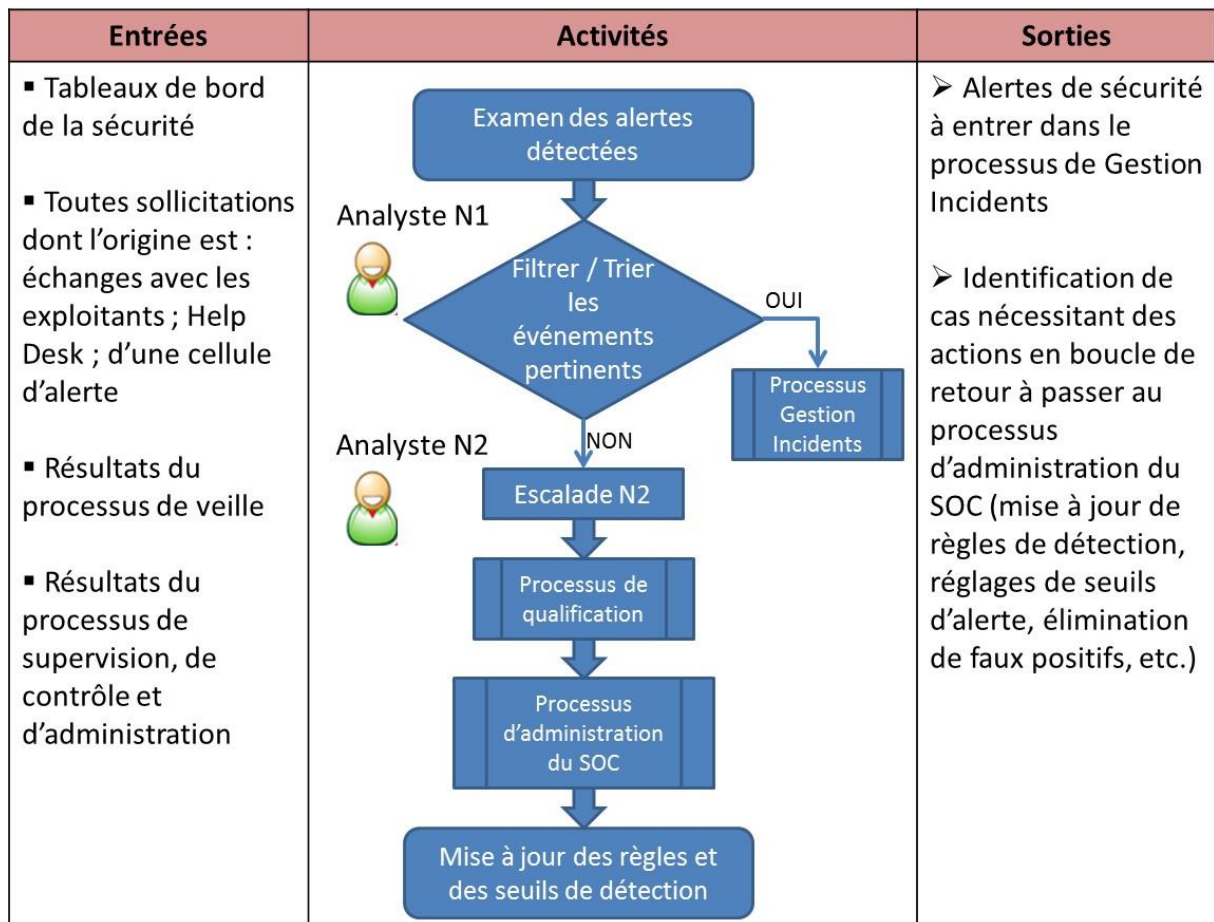 Entrées
Activités
Sorties
▪ Tableaux de bord
de la sécurité
▪ Toutes sollicitations
dont l’origine est :
échanges avec les
exploitants ; Help
Desk ; d’une cellule
d’alerte
▪ Résultats du
processus de veille
▪ Résultats du
processus de
supervision, de
contrôle et
d’administration
Examen des alertes
détectées
Analyste N1
Filtrer / Trier
les
événements
pertinents
OUI
Processus
Gestion
Incidents
NON
Analyste N2
Escalade N2
Processus de
qualification
Processus
d’administration
du SOC
Mise à jour des règles et
des seuils de détection
➢ Alertes de sécurité
à entrer dans le
processus de Gestion
Incidents
➢ Identification de
cas nécessitant des
actions en boucle de
retour à passer au
processus
d’administration du
SOC (mise à jour de
règles de détection,
réglages de seuils
d’alerte, élimination
de faux positifs, etc.)